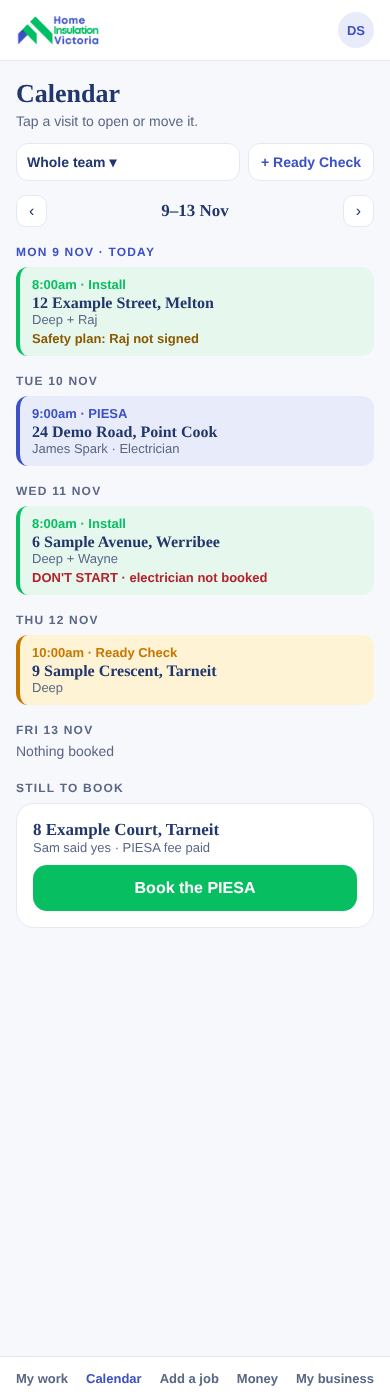 Home
Insulation
Victoria
DS
Calendar
Tap a visit to open or move it.
Whole team ▾
+ Ready Check
‹
9–13 Nov
›
MON 9 NOV · TODAY
8:00am · Install
12 Example Street, Melton
Deep + Raj
Safety plan: Raj not signed
TUE 10 NOV
9:00am · PIESA
24 Demo Road, Point Cook
James Spark · Electrician
WED 11 NOV
8:00am · Install
6 Sample Avenue, Werribee
Deep + Wayne
DON'T START · electrician not booked
THU 12 NOV
10:00am · Ready Check
9 Sample Crescent, Tarneit
Deep
FRI 13 NOV
Nothing booked
STILL TO BOOK
8 Example Court, Tarneit
Sam said yes · PIESA fee paid
Book the PIESA
My work Calendar Add a job Money My business